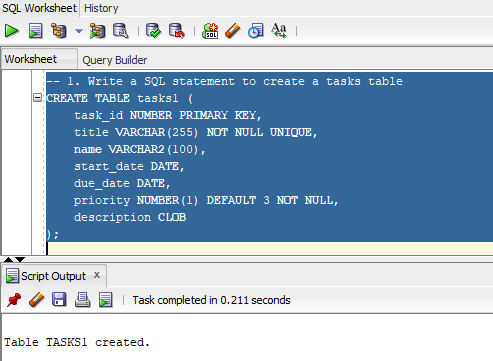 SQL Worksheet History
Aa
Worksheet Query Builder
-- 1. Write a SQL statement to create a tasks table
CREATE TABLE tasks1 (
task_id NUMBER PRIMARY KEY,
title VARCHAR(255) NOT NULL UNIQUE,
name VARCHAR2(100),
start_date DATE,
due_date DATE,
priority NUMBER(1) DEFAULT 3 NOT NULL,
description CLOB
);
Script Output x
Task completed in 0.211 seconds
Table TASKS1 created.